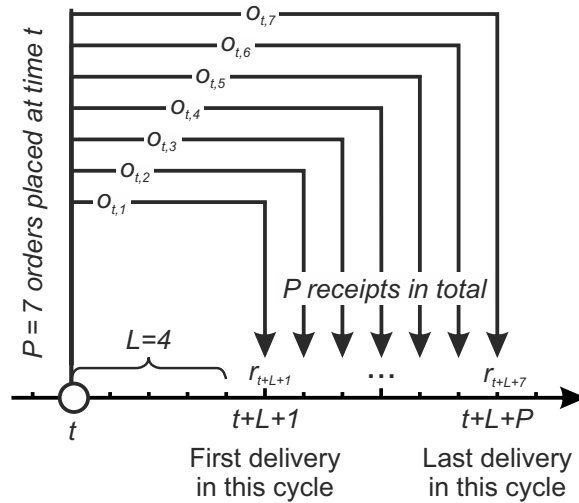 o_{t,7}
o_{t,6}
o_{t,5}
o_{t,4}
o_{t,3}
o_{t,2}
o_{t,1}
P = 7 orders placed at time t
P receipts in total
L=4
r_{t+L+1} ... r_{t+L+7}
t t+L+1 t+L+P
First delivery
in this cycle
Last delivery
in this cycle